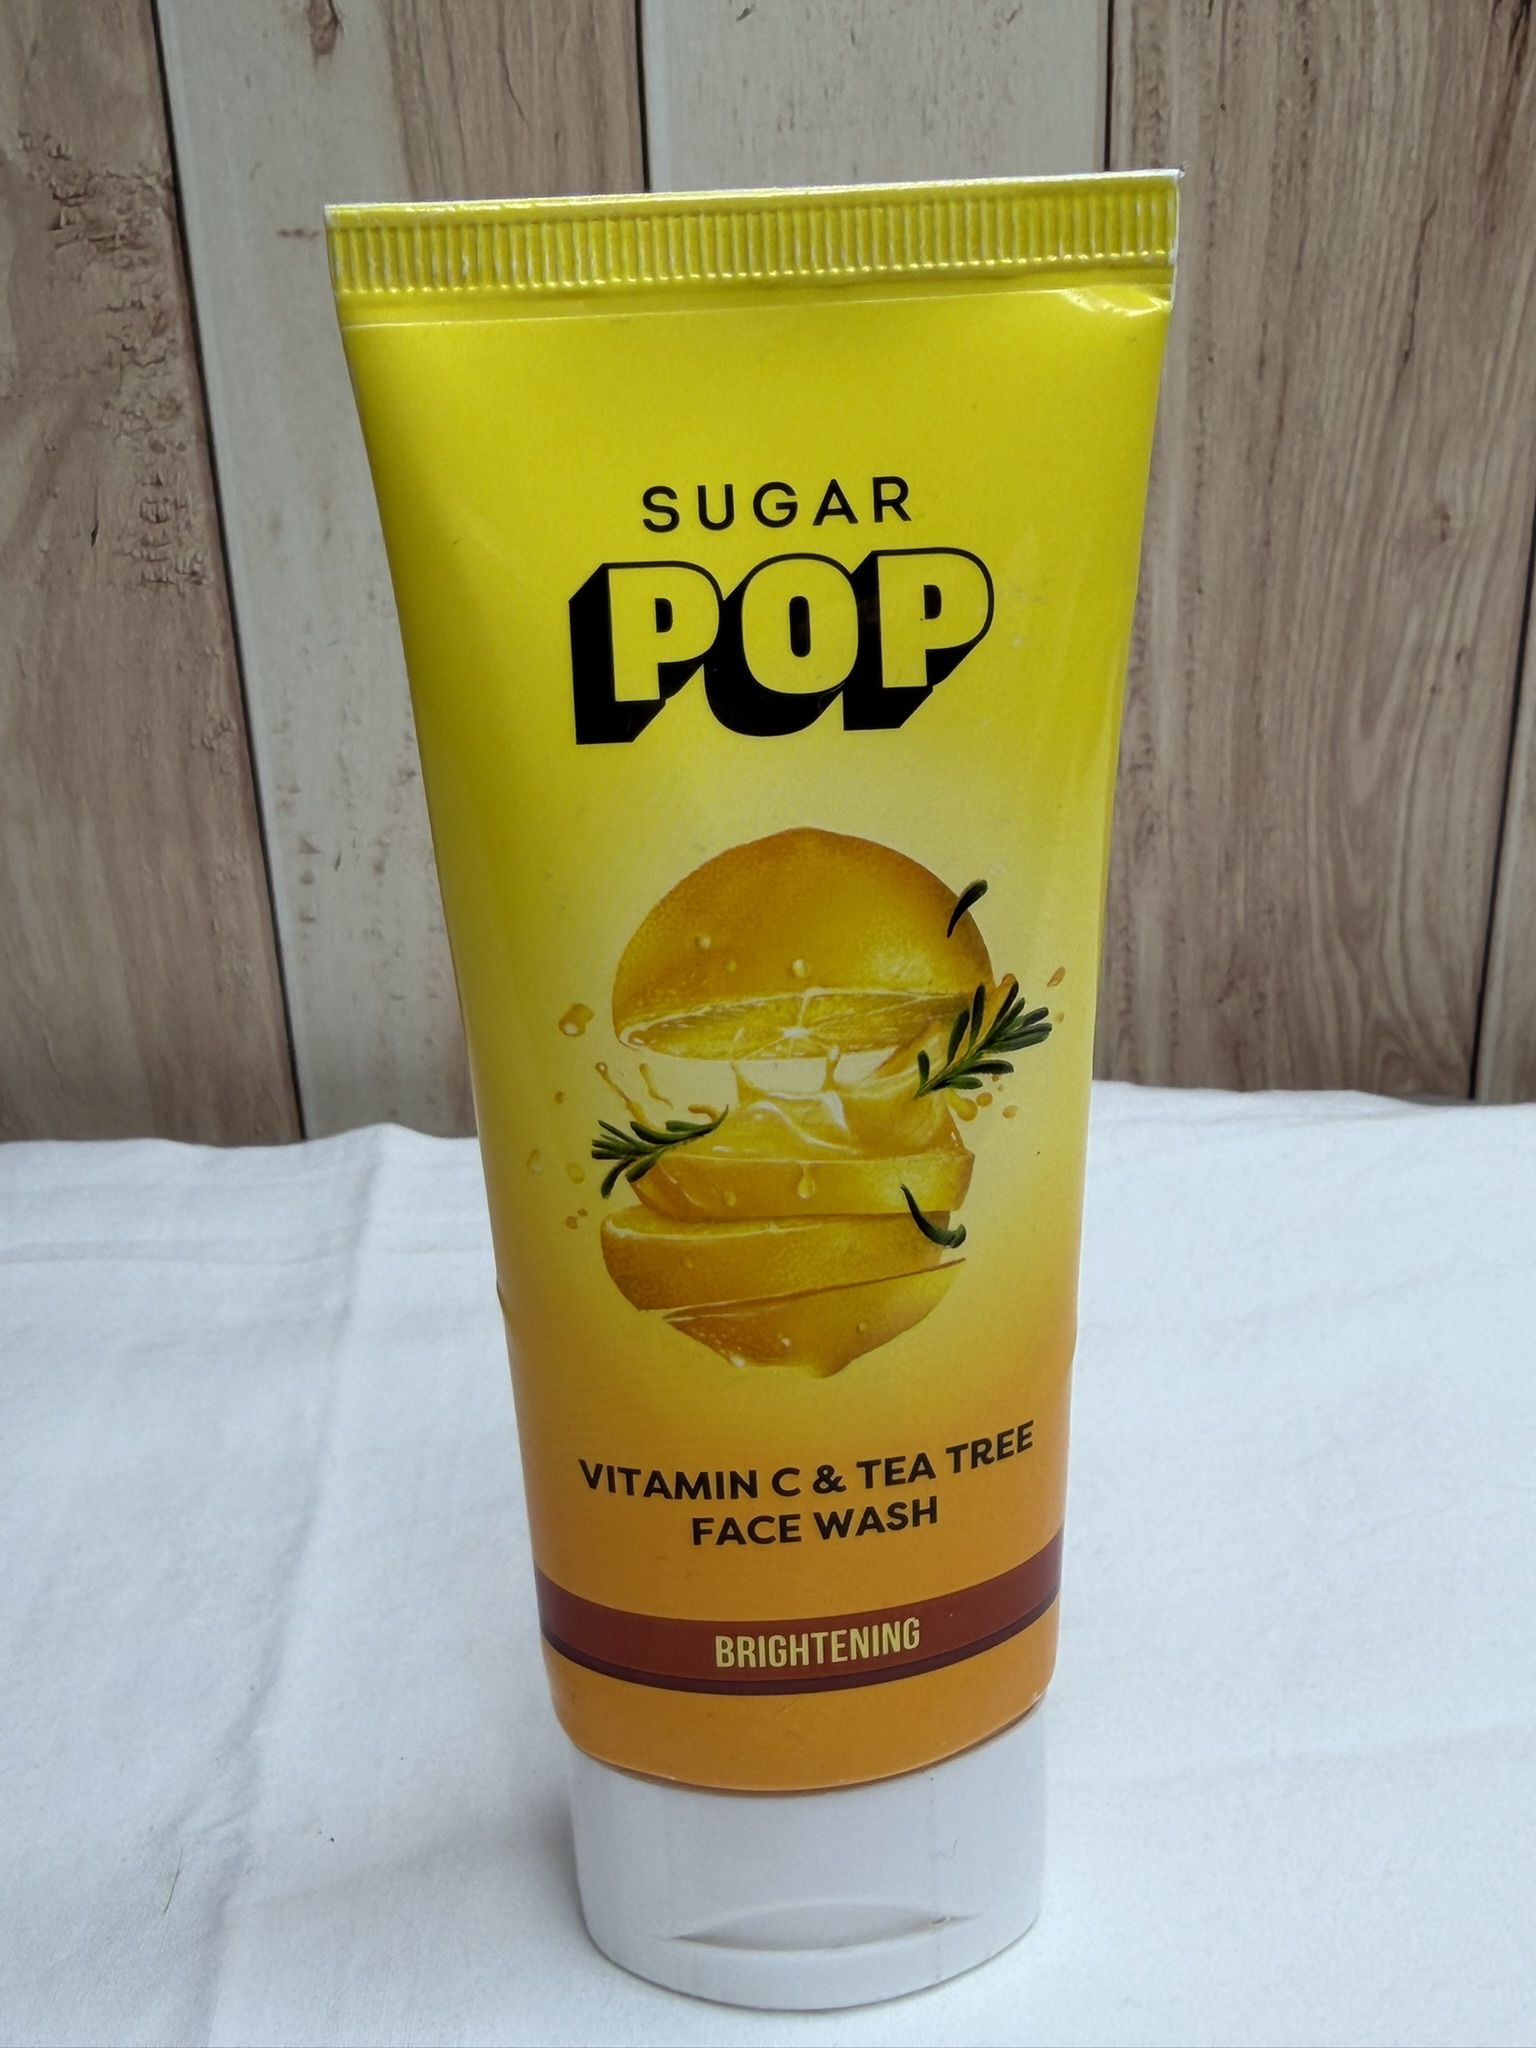 SUGAR
POP
VITAMIN C & TEA TREE
FACE WASH
BRIGHTENING